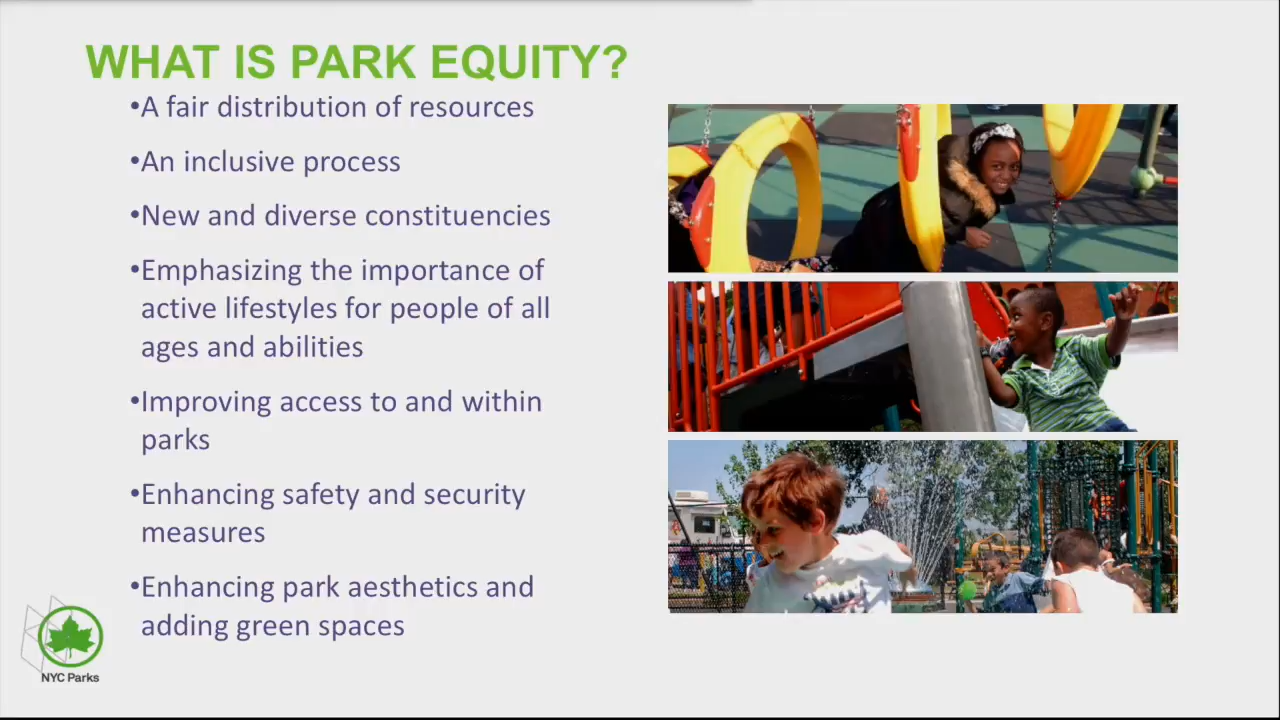 WHAT IS PARK EQUITY?
•A fair distribution of resources
•An inclusive process
•New and diverse constituencies
•Emphasizing the importance of
active lifestyles for people of all
ages and abilities
•Improving access to and within
parks
•Enhancing safety and security
measures
•Enhancing park aesthetics and
adding green spaces
NYC Parks